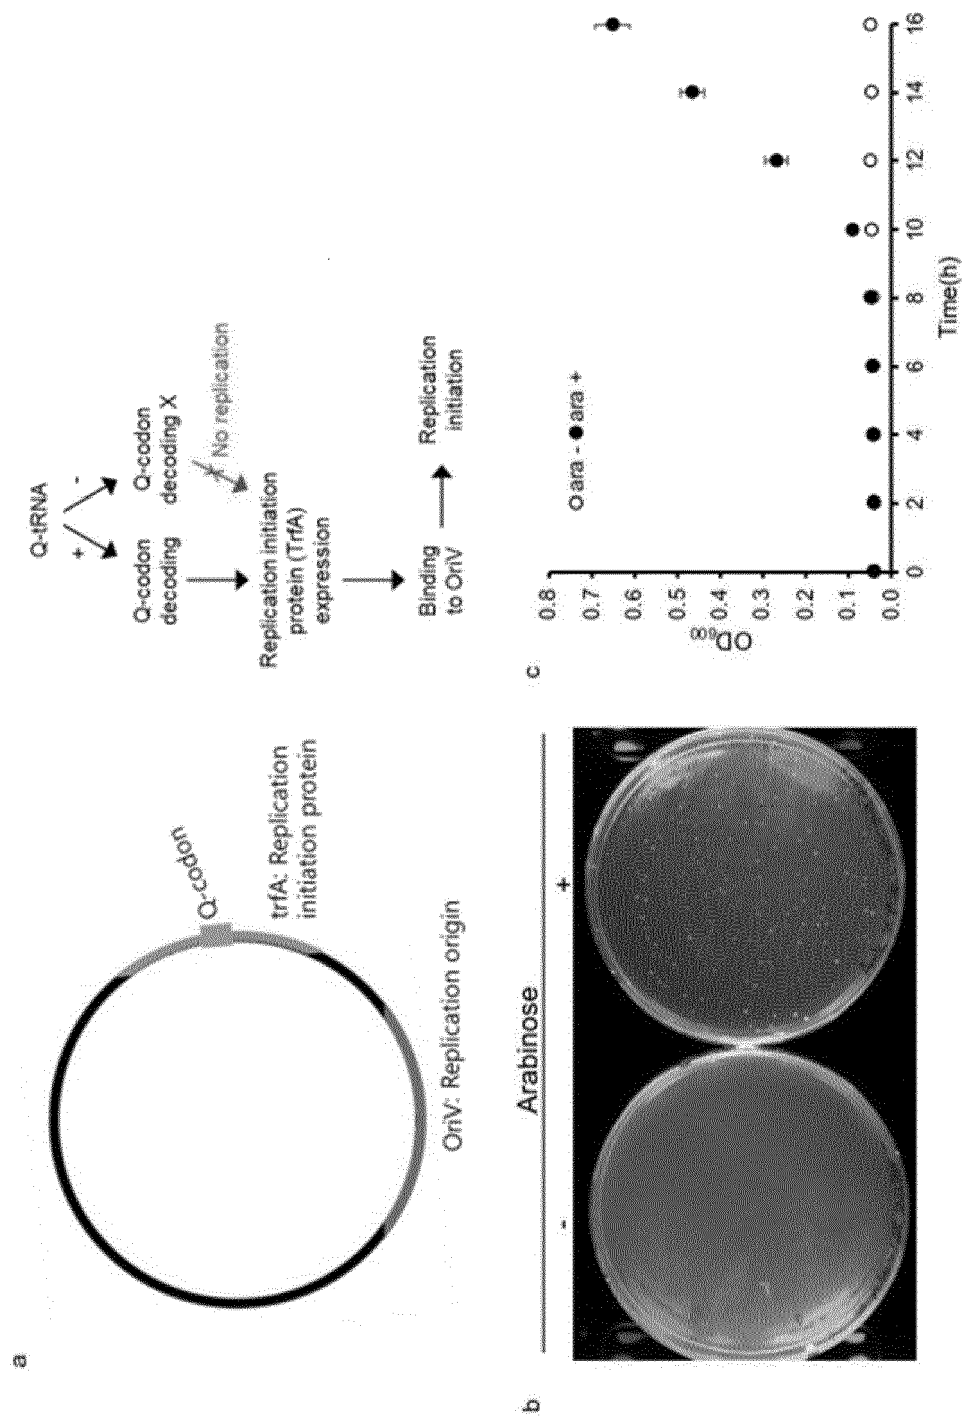 a
Q-codon
trfA: Replication
initiation protein
OriV: Replication origin
Q-tRNA
+
-
Q-codon
decoding
Q-codon
decoding X
No replication
Replication initiation
protein (TrfA)
expression
Binding
to OriV
Replication
initiation
b
Arabinose
-
+
c
ara - ara +
OD600
0.8
0.7
0.6
0.5
0.4
0.3
0.2
0.1
0.0
0 2 4 6 8 10 12 14 16
Time(h)